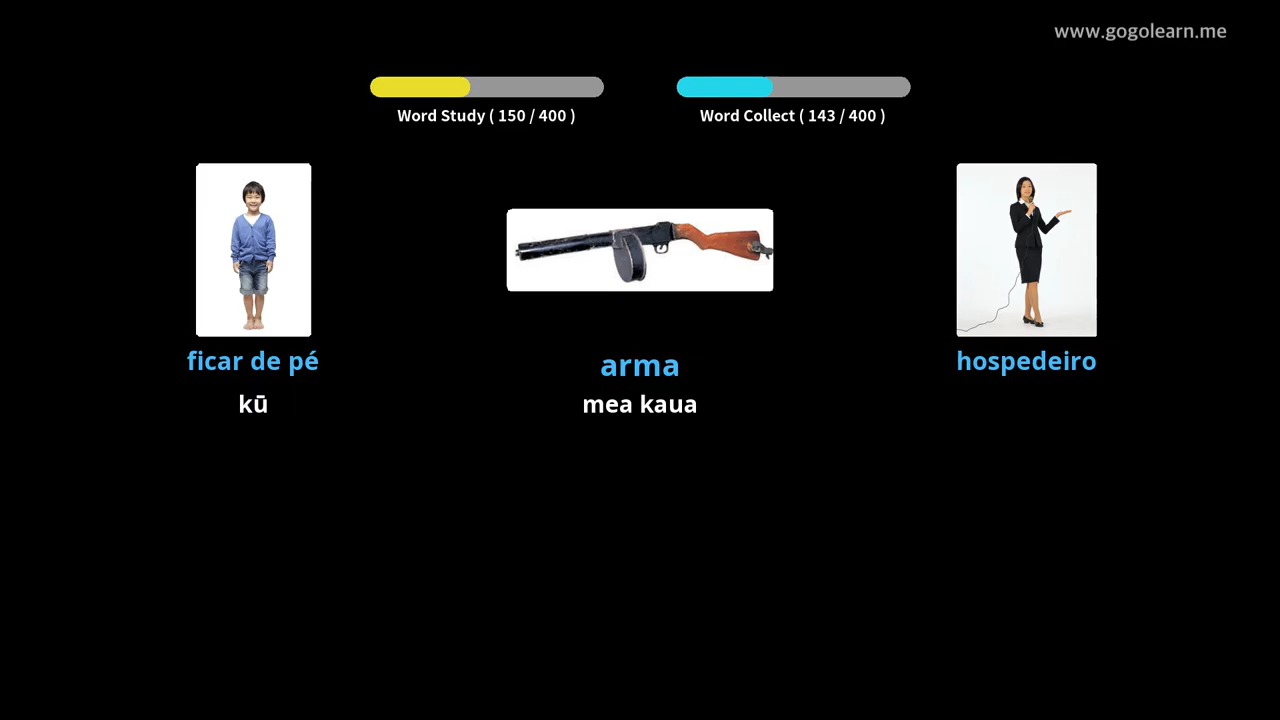 www.gogolearn.me
Word Study ( 150 / 400 )
Word Collect ( 143 / 400 )
ficar de pé
arma
hospedeiro
kū
mea kaua